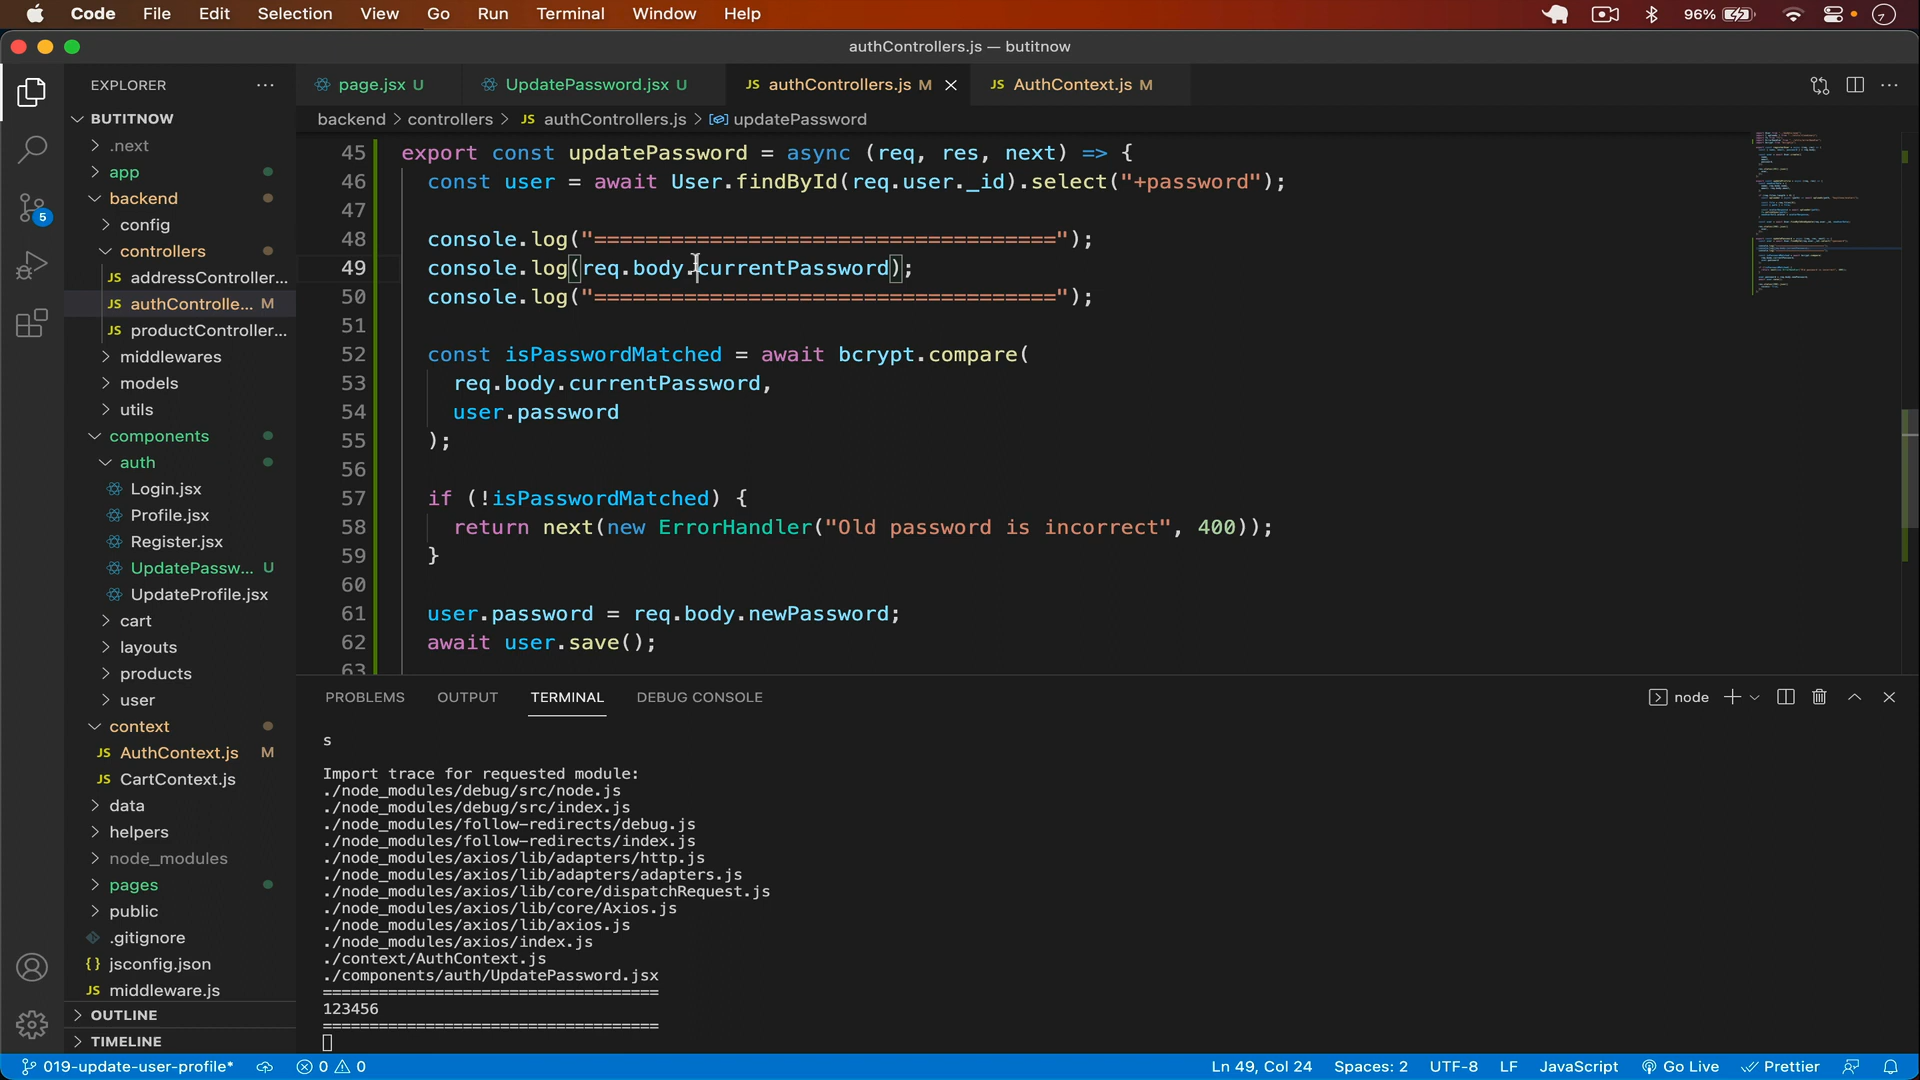 Code File Edit Selection View Go Run Terminal Window Help 96%
authControllers.js — butitnow
EXPLORER
page.jsx U
UpdatePassword.jsx U
JS authControllers.js M
JS AuthContext.js M
backend > controllers > JS authControllers.js > updatePassword
BUTITNOW
.next
app
backend
config
controllers
JS addressController...
JS authControlle... M
JS productController...
middlewares
models
utils
components
auth
Login.jsx
Profile.jsx
Register.jsx
UpdatePassw... U
UpdateProfile.jsx
cart
layouts
products
user
context
JS AuthContext.js M
JS CartContext.js
data
helpers
node_modules
pages
public
.gitignore
{} jsconfig.json
JS middleware.js
OUTLINE
TIMELINE
5
45 export const updatePassword = async (req, res, next) => {
46 const user = await User.findById(req.user._id).select("+password");
47
48 console.log("====================================");
49 console.log(req.body.currentPassword);
50 console.log("====================================");
51
52 const isPasswordMatched = await bcrypt.compare(
53 req.body.currentPassword,
54 user.password
55 );
56
57 if (!isPasswordMatched) {
58 return next(new ErrorHandler("Old password is incorrect", 400));
59 }
60
61 user.password = req.body.newPassword;
62 await user.save();
63
PROBLEMS OUTPUT TERMINAL DEBUG CONSOLE
node
s
Import trace for requested module:
./node_modules/debug/src/node.js
./node_modules/debug/src/index.js
./node_modules/follow-redirects/debug.js
./node_modules/follow-redirects/index.js
./node_modules/axios/lib/adapters/http.js
./node_modules/axios/lib/adapters/adapters.js
./node_modules/axios/lib/core/dispatchRequest.js
./node_modules/axios/lib/core/Axios.js
./node_modules/axios/lib/axios.js
./node_modules/axios/index.js
./context/AuthContext.js
./components/auth/UpdatePassword.jsx
====================================
123456
====================================
019-update-user-profile* 0 0
Ln 49, Col 24 Spaces: 2 UTF-8 LF JavaScript Go Live Prettier